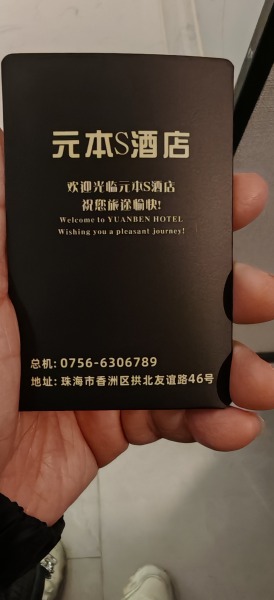 元本S酒店
欢迎光临元本S酒店
祝您旅途愉快!
Welcome to YUANBEN HOTEL
Wishing you a pleasant journey!
总机: 0756-6306789
地址: 珠海市香洲区拱北友谊路46号